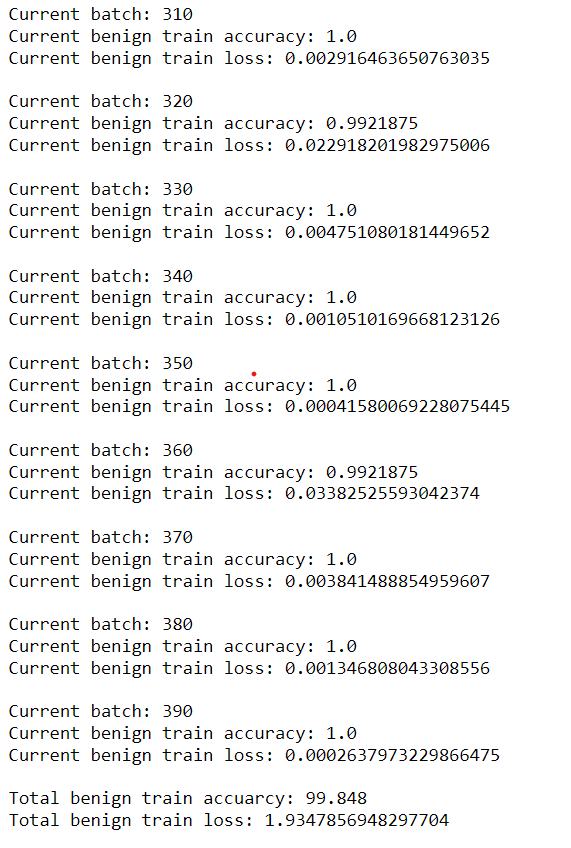 Current batch: 310
Current benign train accuracy: 1.0
Current benign train loss: 0.002916463650763035
Current batch: 320
Current benign train accuracy: 0.9921875
Current benign train loss: 0.022918201982975006
Current batch: 330
Current benign train accuracy: 1.0
Current benign train loss: 0.004751080181449652
Current batch: 340
Current benign train accuracy: 1.0
Current benign train loss: 0.0010510169668123126
Current batch: 350
Current benign train accuracy: 1.0
Current benign train loss: 0.00041580069228075445
Current batch: 360
Current benign train accuracy: 0.9921875
Current benign train loss: 0.03382525593042374
Current batch: 370
Current benign train accuracy: 1.0
Current benign train loss: 0.003841488854959607
Current batch: 380
Current benign train accuracy: 1.0
Current benign train loss: 0.001346808043308556
Current batch: 390
Current benign train accuracy: 1.0
Current benign train loss: 0.0002637973229866475
Total benign train accuarcy: 99.848
Total benign train loss: 1.9347856948297704